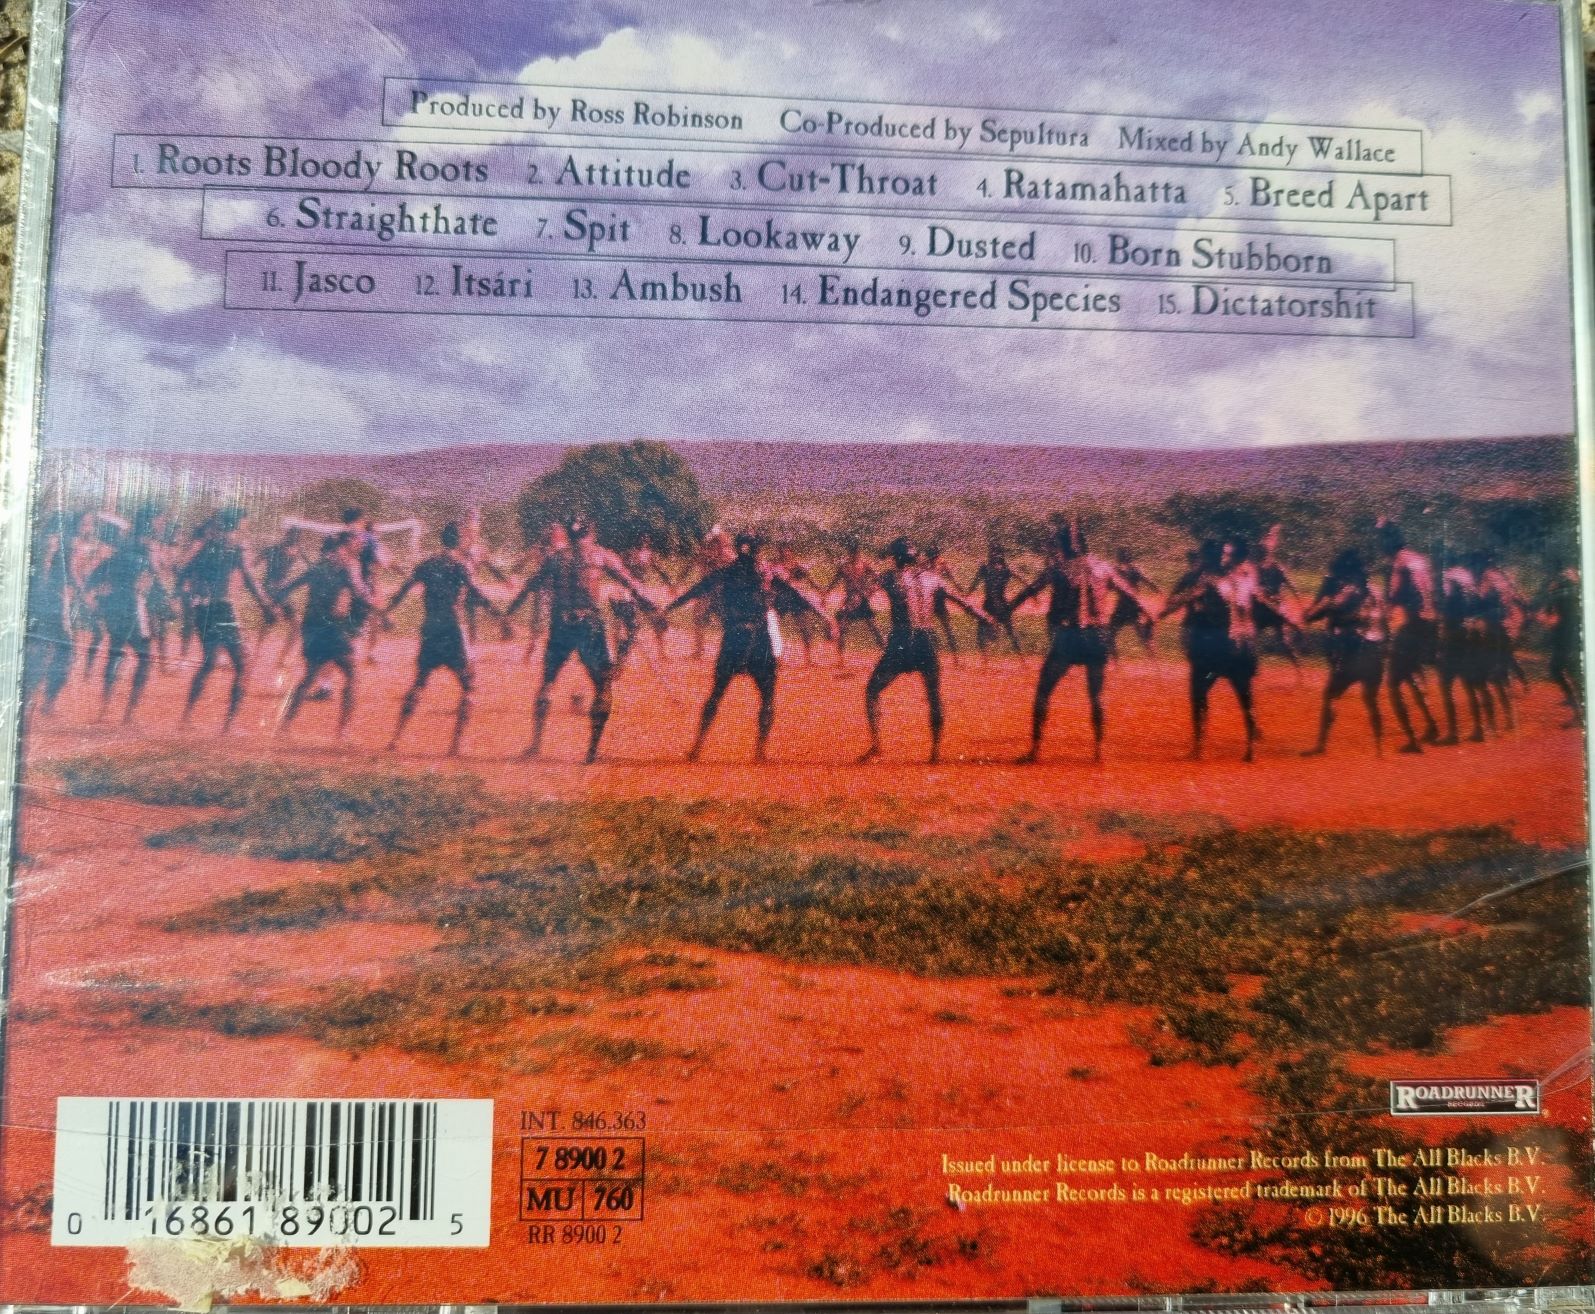 Produced by Ross Robinson Co-Produced by Sepultura Mixed by Andy Wallace
1. Roots Bloody Roots 2. Attitude 3. Cut-Throat 4. Ratamahatta 5. Breed Apart
6. Straighthate 7. Spit 8. Lookaway 9. Dusted 10. Born Stubborn
11. Jasco 12. Itsári 13. Ambush 14. Endangered Species 15. Dictatorshit
ROADRUNNER
RECORDS
INT. 846.363
7 8900 2
MU 760
RR 8900 2
0 16861 89002 5
Issued under license to Roadrunner Records from The All Blacks B.V.
Roadrunner Records is a registered trademark of The All Blacks B.V.
© 1996 The All Blacks B.V.